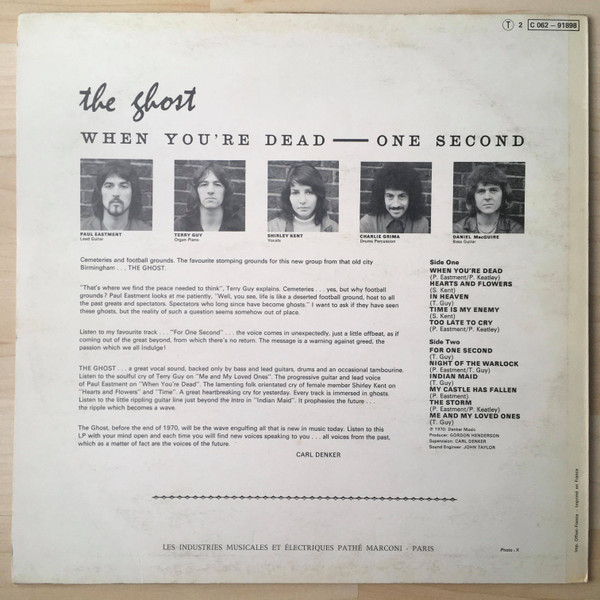 T 2 C 062 – 91898
the ghost
WHEN YOU'RE DEAD — ONE SECOND
PAUL EASTMENT
Lead Guitar
TERRY GUY
Organ Piano
SHIRLEY KENT
Vocals
CHARLIE GRIMA
Drums Percussion
DANIEL MacGUIRE
Bass Guitar
Cemeteries and football grounds. The favourite stomping grounds for this new group from that old city
Birmingham . . . THE GHOST.
"That's where we find the peace needed to think", Terry Guy explains. Cemeteries . . . yes, but why football
grounds? Paul Eastment looks at me patiently, "Well, you see, life is like a deserted football ground, host to all
the past greats and spectators. Spectators who long since have become ghosts." I went to ask if they have seen
these ghosts, but the reality of such a question seems somehow out of place.
Listen to my favourite track . . . "For One Second" . . . the voice comes in unexpectedly, just a little offbeat, as if
coming out of the great beyond, from which there's no return. The message is a warning against greed, the
passion which we all indulge!
THE GHOST . . . a great vocal sound, backed only by bass and lead guitars, drums and an occasional tambourine.
Listen to the soulful cry of Terry Guy on "Me and My Loved Ones". The progressive guitar and lead voice
of Paul Eastment on "When You're Dead". The lamenting folk orientated cry of female member Shirley Kent on
"Hearts and Flowers" and "Time". A great heartbreaking cry for yesterday. Every track is immersed in ghosts.
Listen to the little rippling guitar line just beyond the intro in "Indian Maid". It prophesies the future . . .
the ripple which becomes a wave.
The Ghost, before the end of 1970, will be the wave engulfing all that is new in music today. Listen to this
LP with your mind open and each time you will find new voices speaking to you . . . all voices from the past,
which as a matter of fact are the voices of the future.
CARL DENKER
Side One
WHEN YOU'RE DEAD
(P. Eastment/P. Keatley)
HEARTS AND FLOWERS
(S. Kent)
IN HEAVEN
(T. Guy)
TIME IS MY ENEMY
(S. Kent)
TOO LATE TO CRY
(P. Eastment/P. Keatley)
Side Two
FOR ONE SECOND
(T. Guy)
NIGHT OF THE WARLOCK
(P. Eastment/T. Guy)
INDIAN MAID
(T. Guy)
MY CASTLE HAS FALLEN
(P. Eastment)
THE STORM
(P. Eastment/P. Keatley)
ME AND MY LOVED ONES
(T. Guy)
℗ 1970: Denker Music
Producer: GORDON HENDERSON
Supervision: CARL DENKER
Sound Engineer: JOHN TAYLOR
LES INDUSTRIES MUSICALES ET ÉLECTRIQUES PATHÉ MARCONI - PARIS
Photo - X
Imp. Offset-France - Imprimé en France